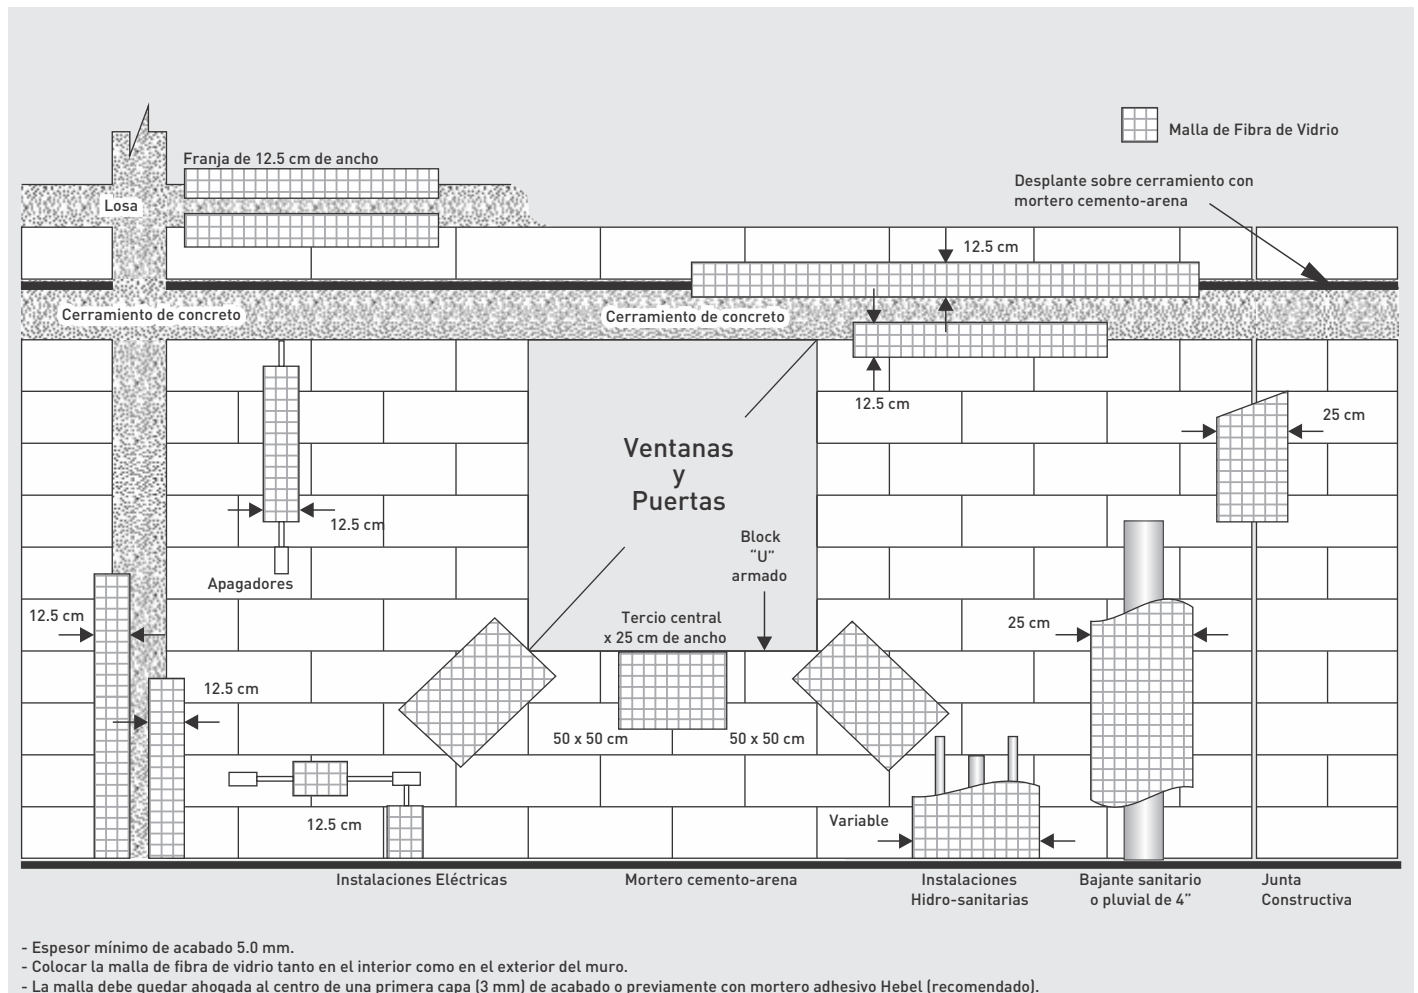 Malla de Fibra de Vidrio
Franja de 12.5 cm de ancho
Desplante sobre cerramiento con
mortero cemento-arena
Losa
12.5 cm
Cerramiento de concreto
Cerramiento de concreto
12.5 cm
25 cm
Ventanas
y
Puertas
12.5 cm
Block
“U”
armado
Apagadores
12.5 cm
Tercio central
x 25 cm de ancho
25 cm
12.5 cm
50 x 50 cm
50 x 50 cm
12.5 cm
Variable
Instalaciones Eléctricas
Mortero cemento-arena
Instalaciones
Hidro-sanitarias
Bajante sanitario
o pluvial de 4”
Junta
Constructiva
- Espesor mínimo de acabado 5.0 mm.
- Colocar la malla de fibra de vidrio tanto en el interior como en el exterior del muro.
- La malla debe quedar ahogada al centro de una primera capa (3 mm) de acabado o previamente con mortero adhesivo Hebel (recomendado).